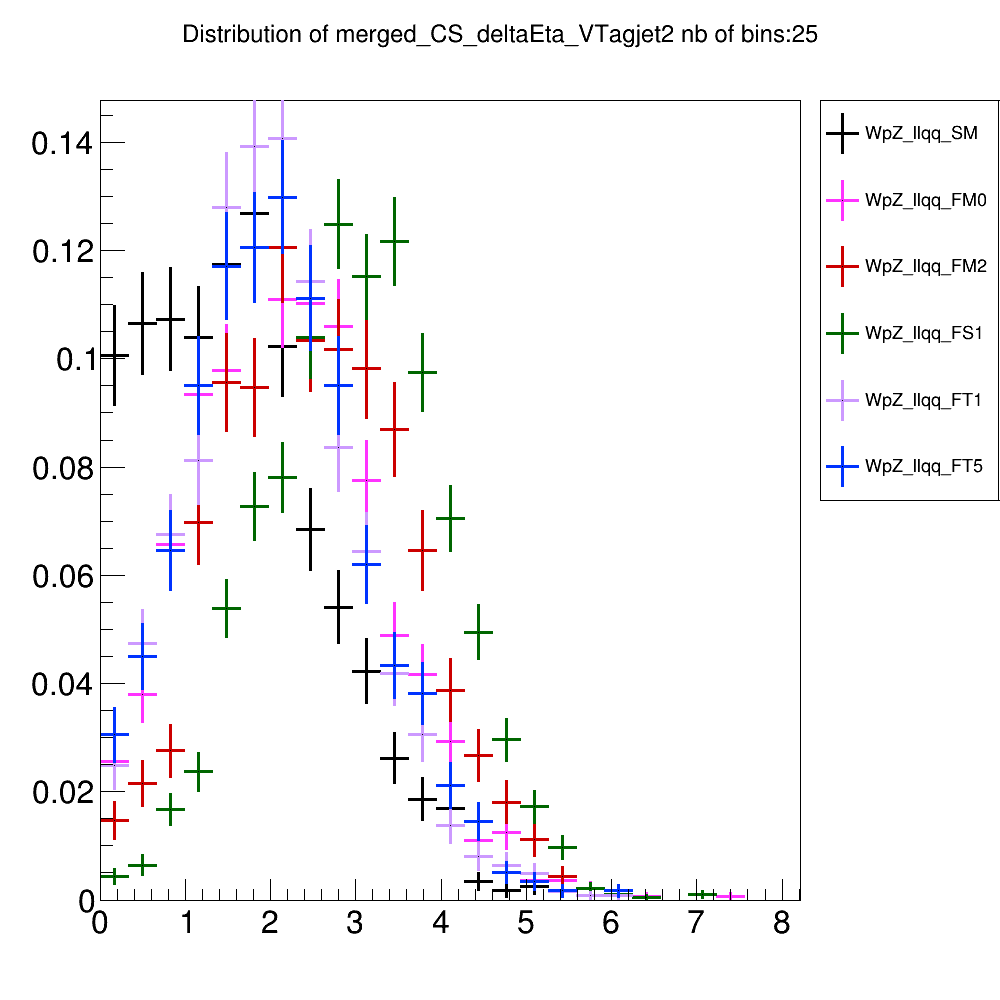 Distribution of merged_CS_deltaEta_VTagjet2 nb of bins:25
0.14
0.12
0.1
0.08
0.06
0.04
0.02
0
0 1 2 3 4 5 6 7 8
WpZ_llqq_SM
WpZ_llqq_FM0
WpZ_llqq_FM2
WpZ_llqq_FS1
WpZ_llqq_FT1
WpZ_llqq_FT5